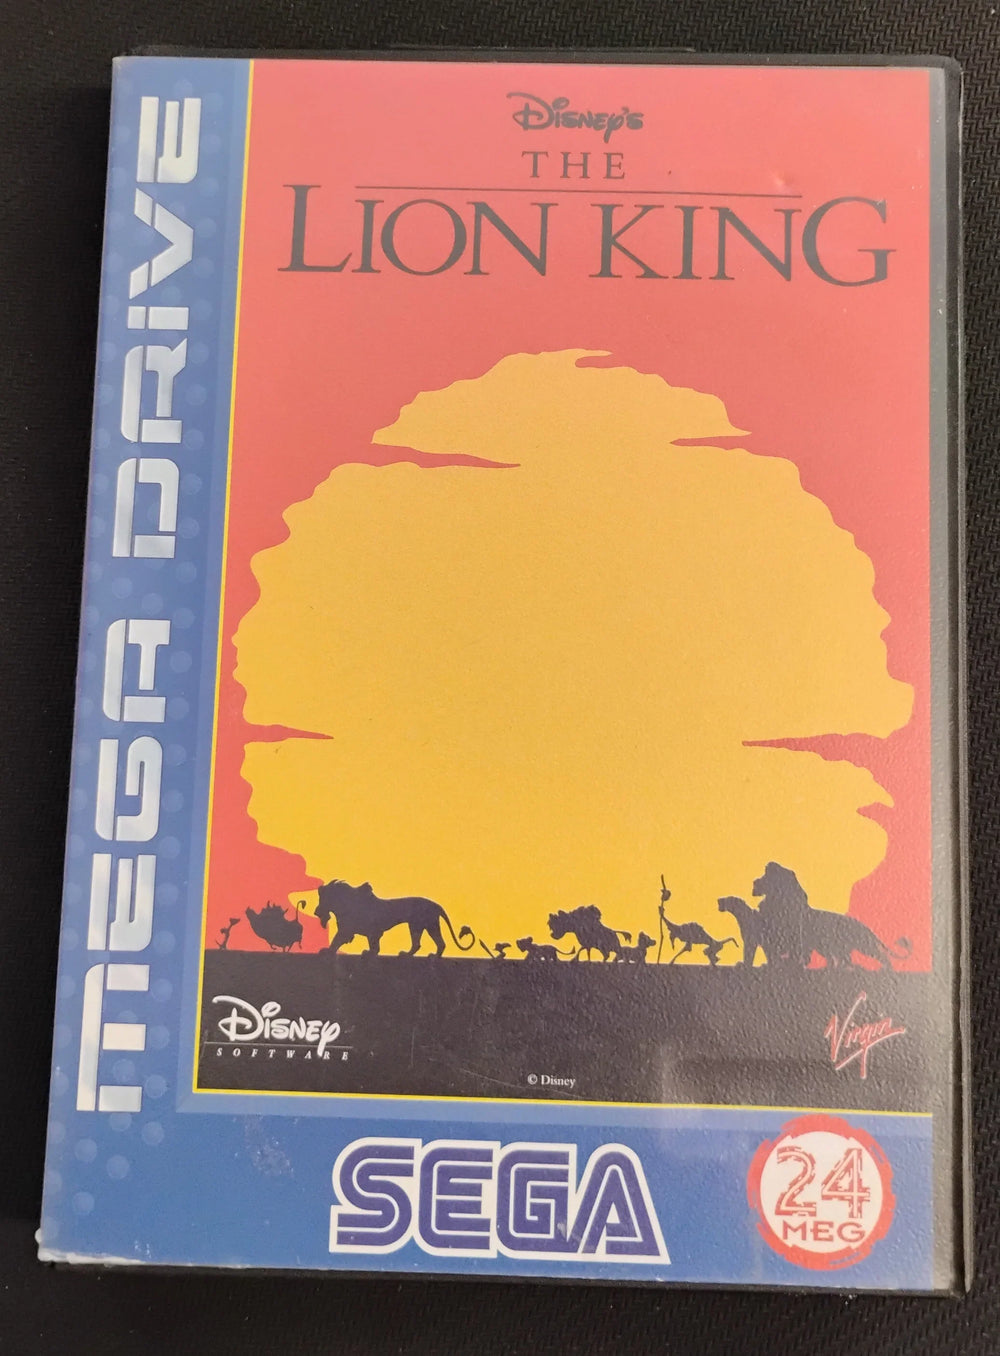 MEGA DRIVE
Disney's
THE
LION KING
Disney
SOFTWARE
Virgin
© Disney
SEGA
24
MEG